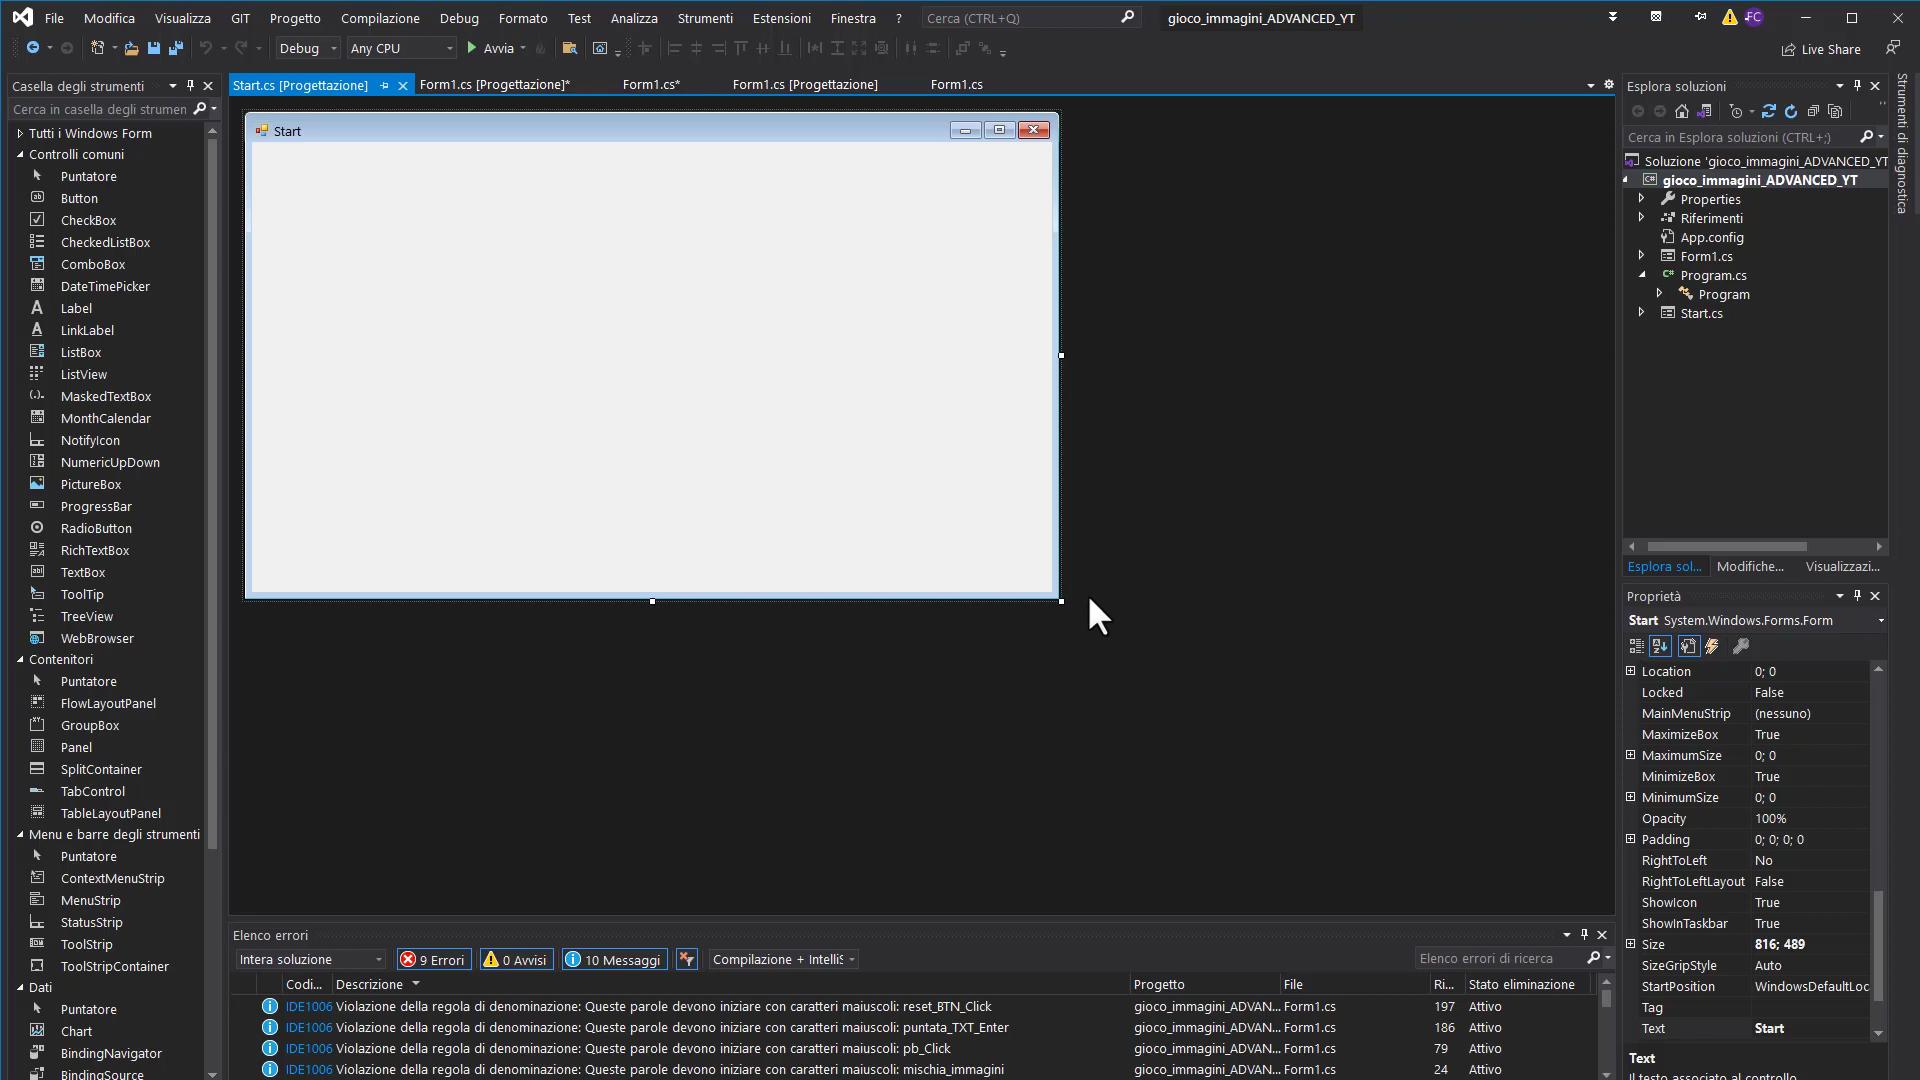 File Modifica Visualizza GIT Progetto Compilazione Debug Formato Test Analizza Strumenti Estensioni Finestra ? Cerca (CTRL+Q) gioco_immagini_ADVANCED_YT FC
Debug Any CPU Avvia Live Share
Casella degli strumenti
Cerca in casella degli strumen
Tutti i Windows Form
Controlli comuni
Puntatore
Button
CheckBox
CheckedListBox
ComboBox
DateTimePicker
Label
LinkLabel
ListBox
ListView
MaskedTextBox
MonthCalendar
NotifyIcon
NumericUpDown
PictureBox
ProgressBar
RadioButton
RichTextBox
TextBox
ToolTip
TreeView
WebBrowser
Contenitori
Puntatore
FlowLayoutPanel
GroupBox
Panel
SplitContainer
TabControl
TableLayoutPanel
Menu e barre degli strumenti
Puntatore
ContextMenuStrip
MenuStrip
StatusStrip
ToolStrip
ToolStripContainer
Dati
Puntatore
Chart
BindingNavigator
BindingSource
Start.cs [Progettazione] Form1.cs [Progettazione]* Form1.cs* Form1.cs [Progettazione] Form1.cs
Start
Elenco errori
Intera soluzione 9 Errori 0 Avvisi 10 Messaggi Compilazione + IntelliS Elenco errori di ricerca
Codi... Descrizione Progetto File Ri... Stato eliminazione
IDE1006 Violazione della regola di denominazione: Queste parole devono iniziare con caratteri maiuscoli: reset_BTN_Click gioco_immagini_ADVAN... Form1.cs 197 Attivo
IDE1006 Violazione della regola di denominazione: Queste parole devono iniziare con caratteri maiuscoli: puntata_TXT_Enter gioco_immagini_ADVAN... Form1.cs 186 Attivo
IDE1006 Violazione della regola di denominazione: Queste parole devono iniziare con caratteri maiuscoli: pb_Click gioco_immagini_ADVAN... Form1.cs 79 Attivo
IDE1006 Violazione della regola di denominazione: Queste parole devono iniziare con caratteri maiuscoli: mischia_immagini gioco_immagini_ADVAN... Form1.cs 24 Attivo
Esplora soluzioni
Cerca in Esplora soluzioni (CTRL+;)
Soluzione 'gioco_immagini_ADVANCED_YT
gioco_immagini_ADVANCED_YT
Properties
Riferimenti
App.config
Form1.cs
Program.cs
Program
Start.cs
Esplora sol... Modifiche... Visualizzazi...
Proprietà
Start System.Windows.Forms.Form
Location 0; 0
Locked False
MainMenuStrip (nessuno)
MaximizeBox True
MaximumSize 0; 0
MinimizeBox True
MinimumSize 0; 0
Opacity 100%
Padding 0; 0; 0; 0
RightToLeft No
RightToLeftLayout False
ShowIcon True
ShowInTaskbar True
Size 816; 489
SizeGripStyle Auto
StartPosition WindowsDefaultLoc
Tag
Text Start
Text
Il testo associato al controllo
Strumenti di diagnostica